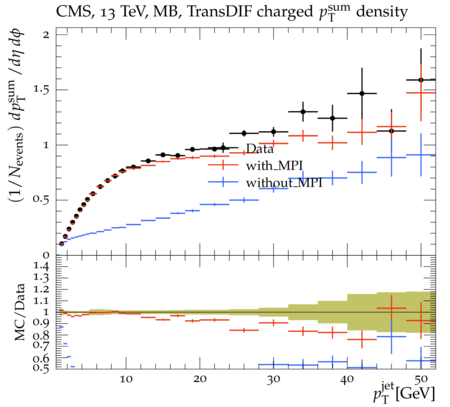 CMS, 13 TeV, MB, TransDIF charged p_T^sum density
(1/N_events) dp_T^sum/dη dϕ
2
1.5
1
0.5
0
Data
with_MPI
without_MPI
MC/Data
1.4
1.3
1.2
1.1
1
0.9
0.8
0.7
0.6
0.5
10 20 30 40 50
p_T^jet [GeV]